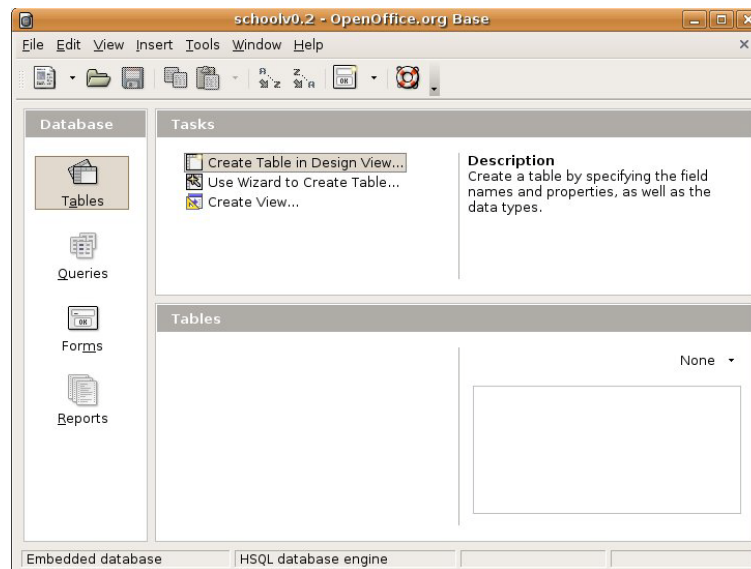 schoolv0.2 - OpenOffice.org Base
File Edit View Insert Tools Window Help
Database
Tasks
Tables
Queries
Forms
Reports
Create Table in Design View...
Use Wizard to Create Table...
Create View...
Description
Create a table by specifying the field
names and properties, as well as the
data types.
Tables
None
Embedded database
HSQL database engine